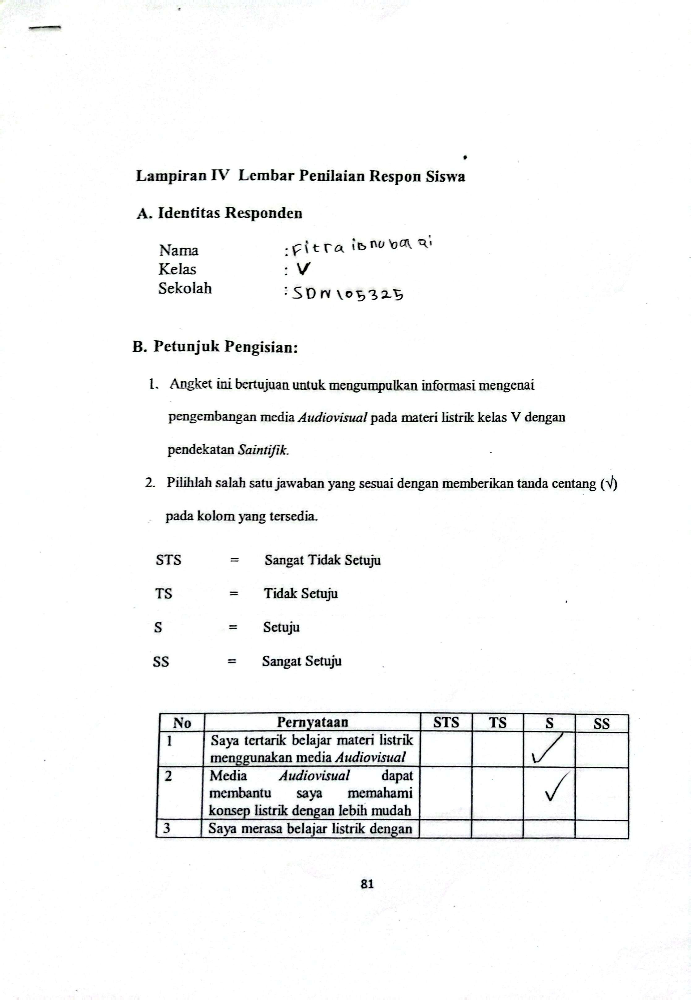 Lampiran IV Lembar Penilaian Respon Siswa
A. Identitas Responden
Nama : Fitra
Kelas : V
Sekolah : SDN 105325
B. Petunjuk Pengisian:
1. Angket ini bertujuan untuk mengumpulkan informasi mengenai
pengembangan media Audiovisual pada materi listrik kelas V dengan
pendekatan Saintifik.
2. Pilihlah salah satu jawaban yang sesuai dengan memberikan tanda centang (√)
pada kolom yang tersedia.
STS = Sangat Tidak Setuju
TS = Tidak Setuju
S = Setuju
SS = Sangat Setuju
No Pernyataan STS TS S SS
1 Saya tertarik belajar materi listrik ✓
menggunakan media Audiovisual
2 Media Audiovisual dapat
membantu saya memahami ✓
konsep listrik dengan lebih mudah
3 Saya merasa belajar listrik dengan
81